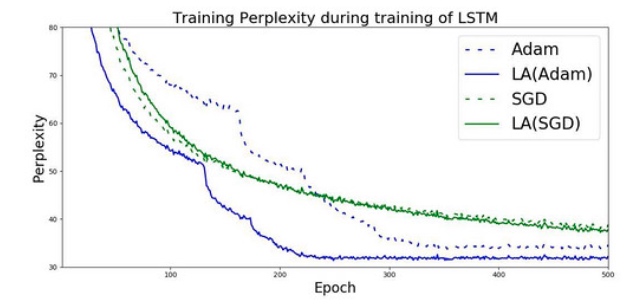 Training Perplexity during training of LSTM
Perplexity
80
70
60
50
40
30
Adam
LA(Adam)
SGD
LA(SGD)
100
200
300
400
500
Epoch